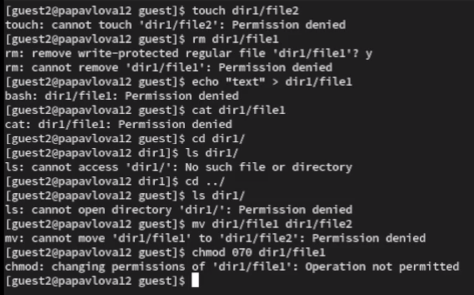 [guest2@papavlova12 guest]$ touch dir1/file2
touch: cannot touch 'dir1/file2': Permission denied
[guest2@papavlova12 guest]$ rm dir1/file1
rm: remove write-protected regular file 'dir1/file1'? y
rm: cannot remove 'dir1/file1': Permission denied
[guest2@papavlova12 guest]$ echo "text" > dir1/file1
bash: dir1/file1: Permission denied
[guest2@papavlova12 guest]$ cat dir1/file1
cat: dir1/file1: Permission denied
[guest2@papavlova12 guest]$ cd dir1/
[guest2@papavlova12 dir1]$ ls dir1/
ls: cannot access 'dir1/': No such file or directory
[guest2@papavlova12 dir1]$ cd ../
[guest2@papavlova12 guest]$ ls dir1/
ls: cannot open directory 'dir1/': Permission denied
[guest2@papavlova12 guest]$ mv dir1/file1 dir1/file2
mv: cannot move 'dir1/file1' to 'dir1/file2': Permission denied
[guest2@papavlova12 guest]$ chmod 070 dir1/file1
chmod: changing permissions of 'dir1/file1': Operation not permitted
[guest2@papavlova12 guest]$